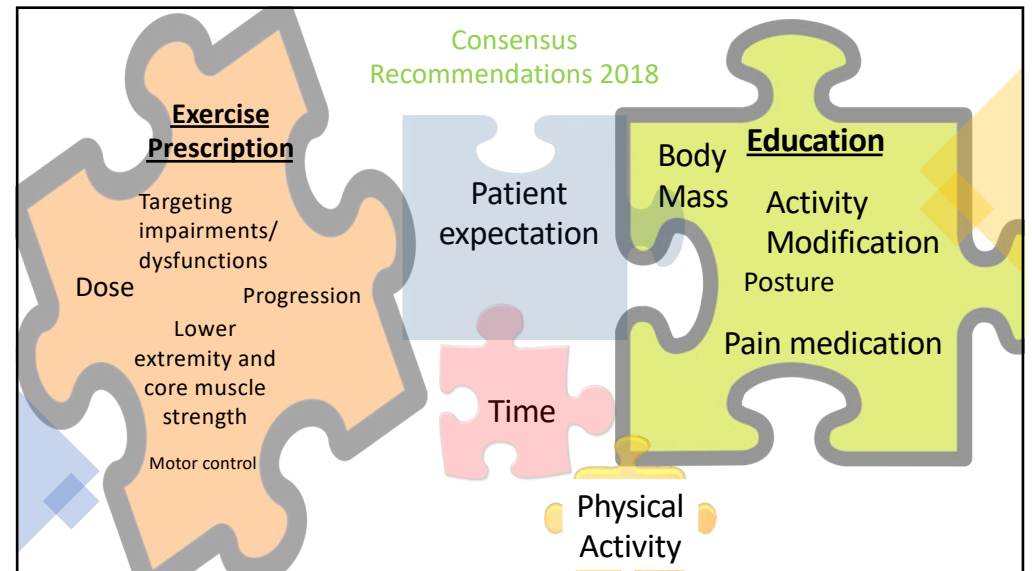 Consensus
Recommendations 2018
Exercise
Prescription
Targeting
impairments/
dysfunctions
Dose
Progression
Lower
extremity and
core muscle
strength
Motor control
Patient
expectation
Time
Physical
Activity
Education
Body
Mass
Activity
Modification
Posture
Pain medication